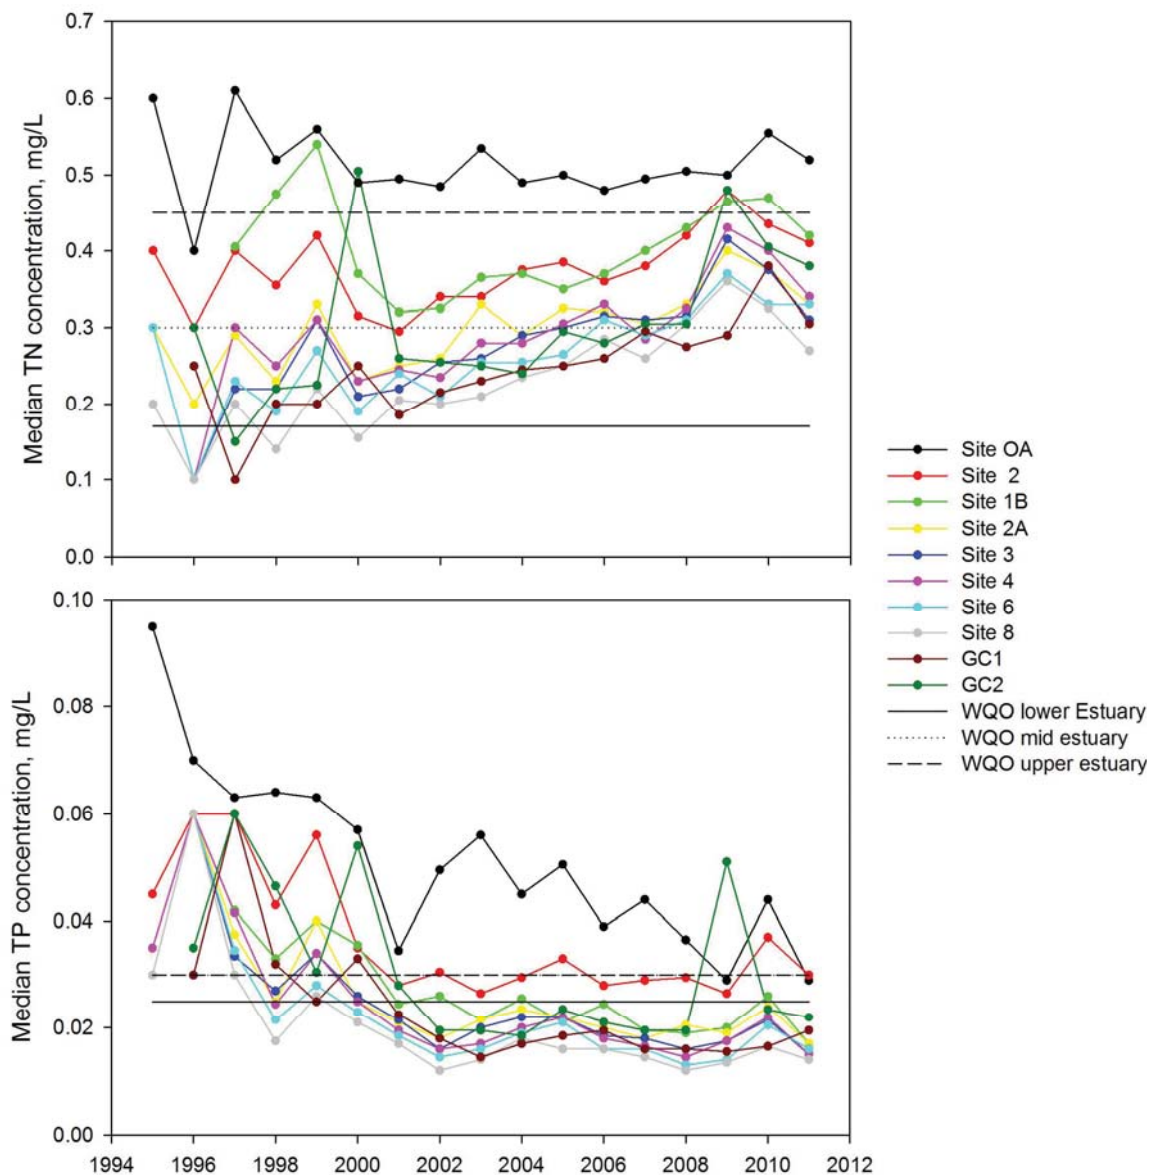 Median TN concentration, mg/L
0.7
0.6
0.5
0.4
0.3
0.2
0.1
0.0
Site OA
Site 2
Site 1B
Site 2A
Site 3
Site 4
Site 6
Site 8
GC1
GC2
WQO lower Estuary
WQO mid estuary
WQO upper estuary
Median TP concentration, mg/L
0.10
0.08
0.06
0.04
0.02
0.00
1994 1996 1998 2000 2002 2004 2006 2008 2010 2012